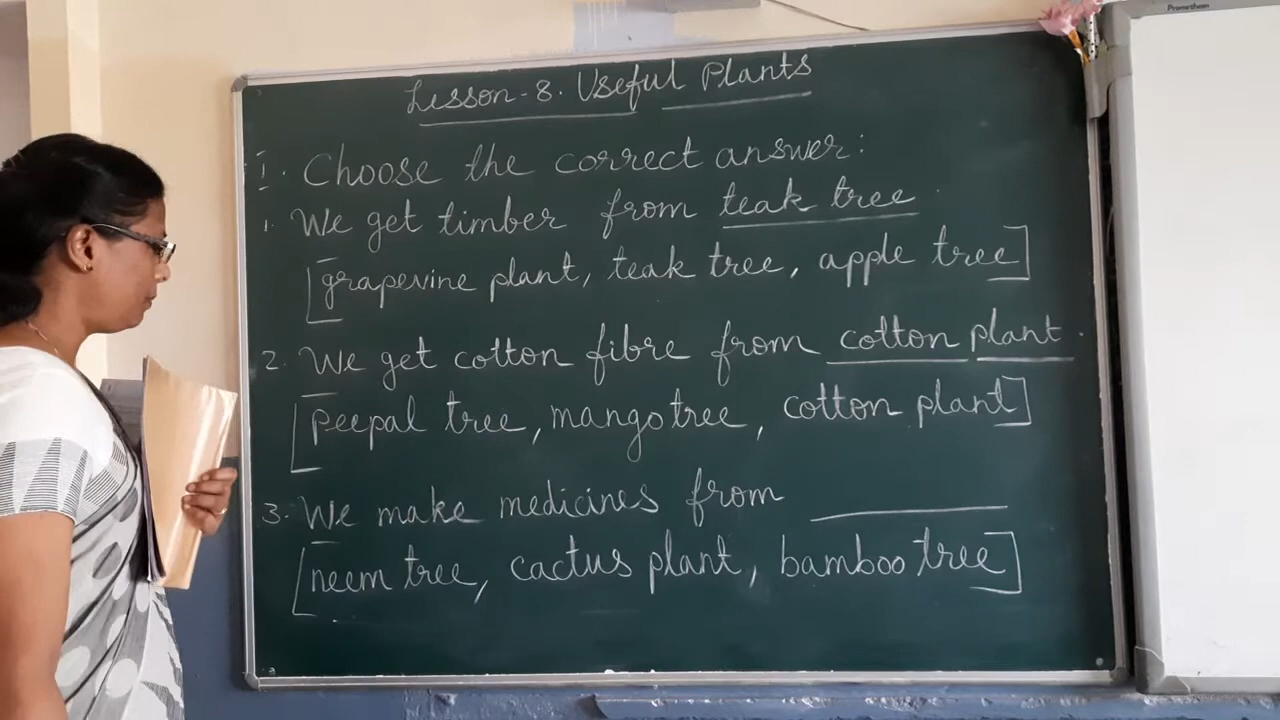 Promethean
Lesson-8. Useful Plants
I. Choose the correct answer:
1. We get timber from teak tree.
[grapevine plant, teak tree, apple tree]
2. We get cotton fibre from cotton plant.
[peepal tree, mango tree, cotton plant]
3. We make medicines from ________
[neem tree, cactus plant, bamboo tree]